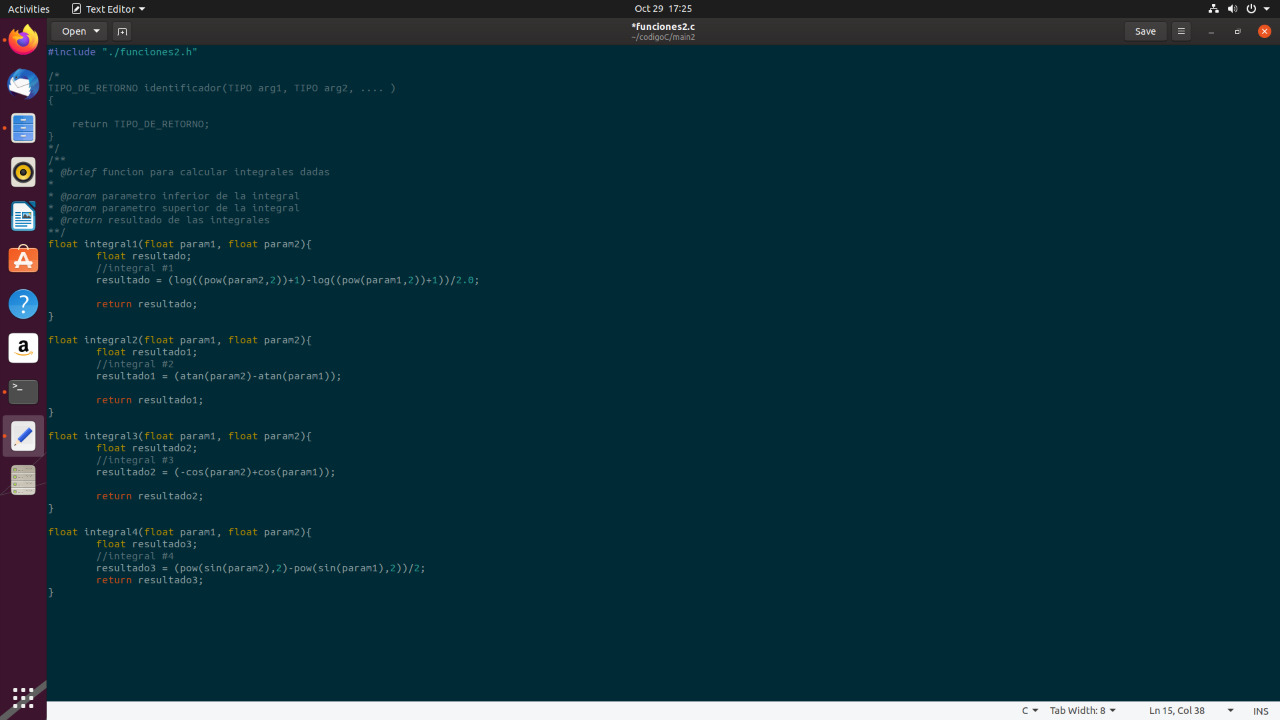 Activities
Text Editor
Oct 29 17:25
Open
*funciones2.c
~/codigoC/main2
Save
#include "./funciones2.h"
/*
TIPO_DE_RETORNO identificador(TIPO arg1, TIPO arg2, .... )
{
return TIPO_DE_RETORNO;
}
*/
/**
* @brief funcion para calcular integrales dadas
*
* @param parametro inferior de la integral
* @param parametro superior de la integral
* @return resultado de las integrales
**/
float integral1(float param1, float param2){
float resultado;
//integral #1
resultado = (log((pow(param2,2))+1)-log((pow(param1,2))+1))/2.0;
return resultado;
}
float integral2(float param1, float param2){
float resultado1;
//integral #2
resultado1 = (atan(param2)-atan(param1));
return resultado1;
}
float integral3(float param1, float param2){
float resultado2;
//integral #3
resultado2 = (-cos(param2)+cos(param1));
return resultado2;
}
float integral4(float param1, float param2){
float resultado3;
//integral #4
resultado3 = (pow(sin(param2),2)-pow(sin(param1),2))/2;
return resultado3;
}
C
Tab Width: 8
Ln 15, Col 38
INS